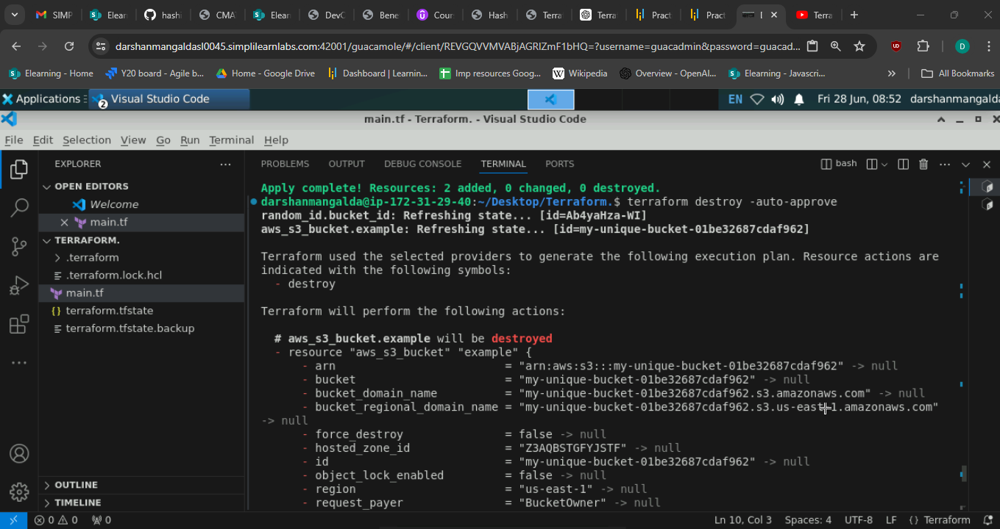 SIMP
Elear
hashi
CMA
Elear
DevC
Bene
Cour
Hash
Terra
Terra
Pract
Pract
Terra
darshanmangaldasl0045.simplilearnlabs.com:42001/guacamole/#/client/REVGQVVMVABjAGRIZmF1bHQ=?username=guacadmin&password=guacad...
D
Elearning - Home
Y20 board - Agile b...
Home - Google Drive
Dashboard | Learnin...
Imp resources Goog...
Wikipedia
Overview - OpenAI...
Elearning - Javascri...
»
All Bookmarks
Applications
2
Visual Studio Code
EN
Fri 28 Jun, 08:52
darshanmangalda
main.tf - Terraform. - Visual Studio Code
File Edit Selection View Go Run Terminal Help
EXPLORER
OPEN EDITORS
Welcome
main.tf
TERRAFORM.
.terraform
.terraform.lock.hcl
main.tf
terraform.tfstate
terraform.tfstate.backup
OUTLINE
TIMELINE
PROBLEMS OUTPUT DEBUG CONSOLE TERMINAL PORTS
bash
Apply complete! Resources: 2 added, 0 changed, 0 destroyed.
darshanmangalda@ip-172-31-29-40:~/Desktop/Terraform.$ terraform destroy -auto-approve
random_id.bucket_id: Refreshing state... [id=Ab4yaHza-WI]
aws_s3_bucket.example: Refreshing state... [id=my-unique-bucket-01be32687cdaf962]
Terraform used the selected providers to generate the following execution plan. Resource actions are
indicated with the following symbols:
- destroy
Terraform will perform the following actions:
# aws_s3_bucket.example will be destroyed
- resource "aws_s3_bucket" "example" {
- arn = "arn:aws:s3:::my-unique-bucket-01be32687cdaf962" -> null
- bucket = "my-unique-bucket-01be32687cdaf962" -> null
- bucket_domain_name = "my-unique-bucket-01be32687cdaf962.s3.amazonaws.com" -> null
- bucket_regional_domain_name = "my-unique-bucket-01be32687cdaf962.s3.us-east-1.amazonaws.com"
-> null
- force_destroy = false -> null
- hosted_zone_id = "Z3AQBSTGFYJSTF" -> null
- id = "my-unique-bucket-01be32687cdaf962" -> null
- object_lock_enabled = false -> null
- region = "us-east-1" -> null
- request_payer = "BucketOwner" -> null
0 0 0
Ln 10, Col 3 Spaces: 4 UTF-8 LF {} Terraform